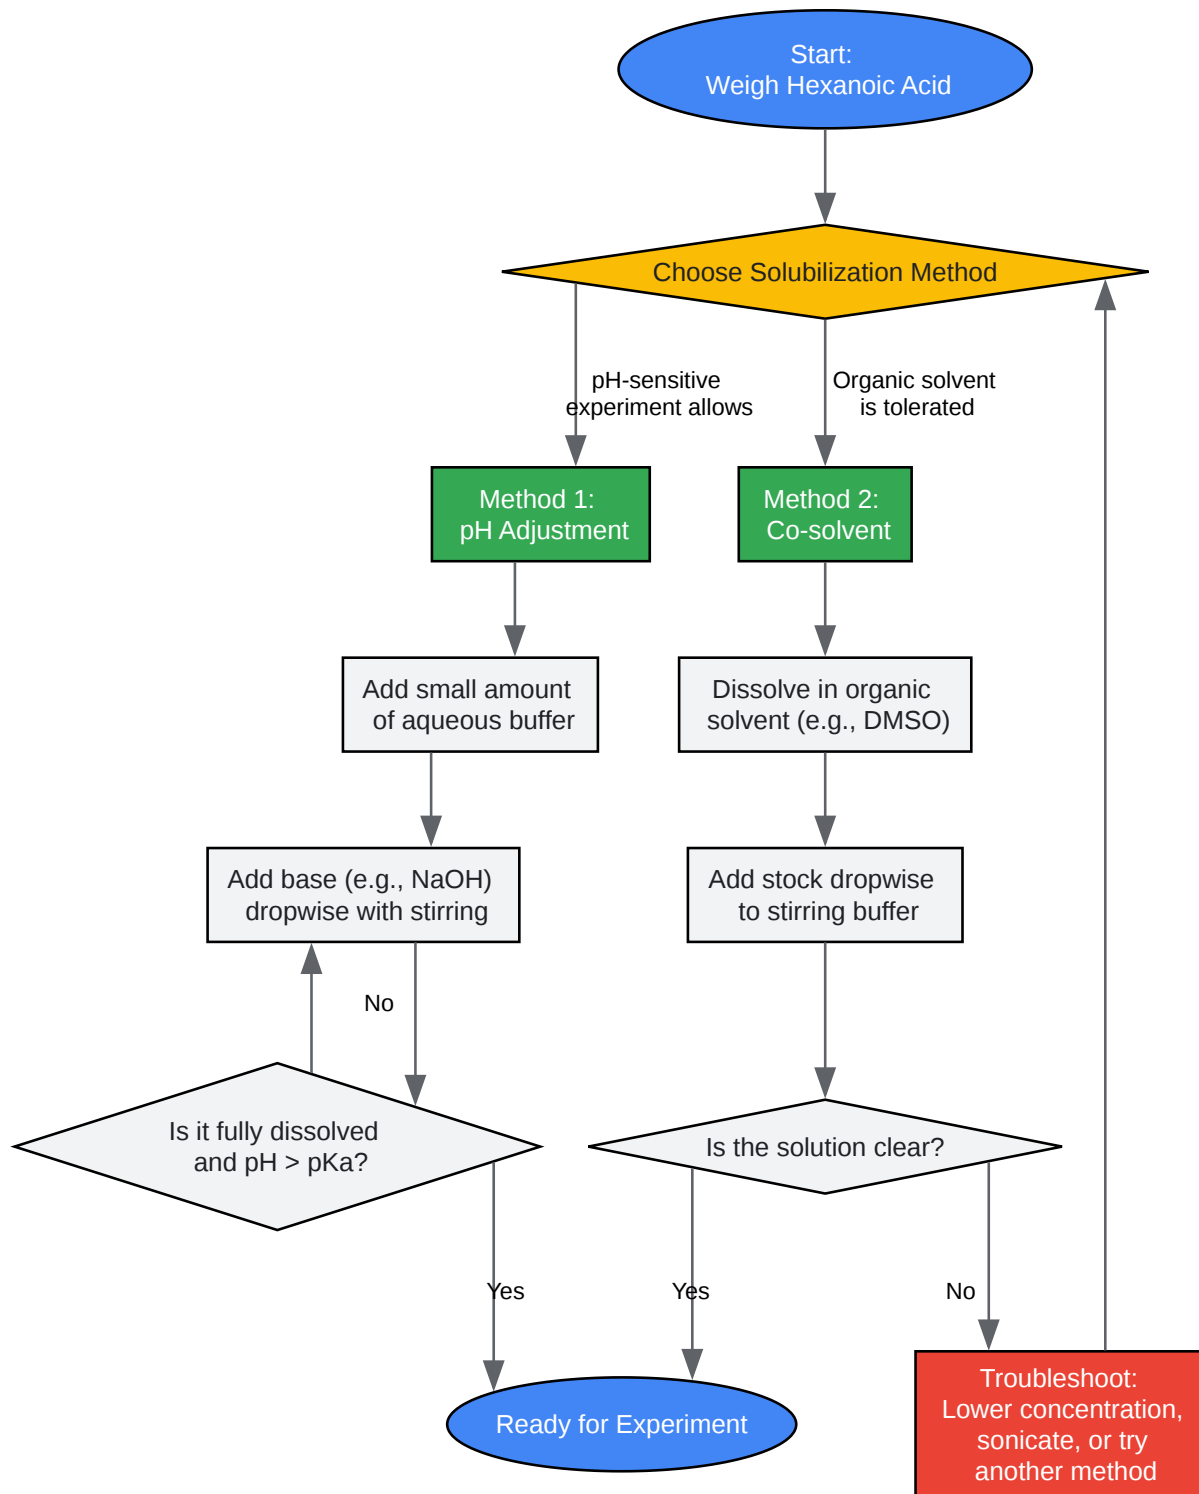 Start:
Weigh Hexanoic Acid
Choose Solubilization Method
pH-sensitive
experiment allows
Organic solvent
is tolerated
Method 1:
pH Adjustment
Method 2:
Co-solvent
Add small amount
of aqueous buffer
Dissolve in organic
solvent (e.g., DMSO)
Add base (e.g., NaOH)
dropwise with stirring
Add stock dropwise
to stirring buffer
No
Is it fully dissolved
and pH > pKa?
Is the solution clear?
Yes
Yes
No
Ready for Experiment
Troubleshoot:
Lower concentration,
sonicate, or try
another method